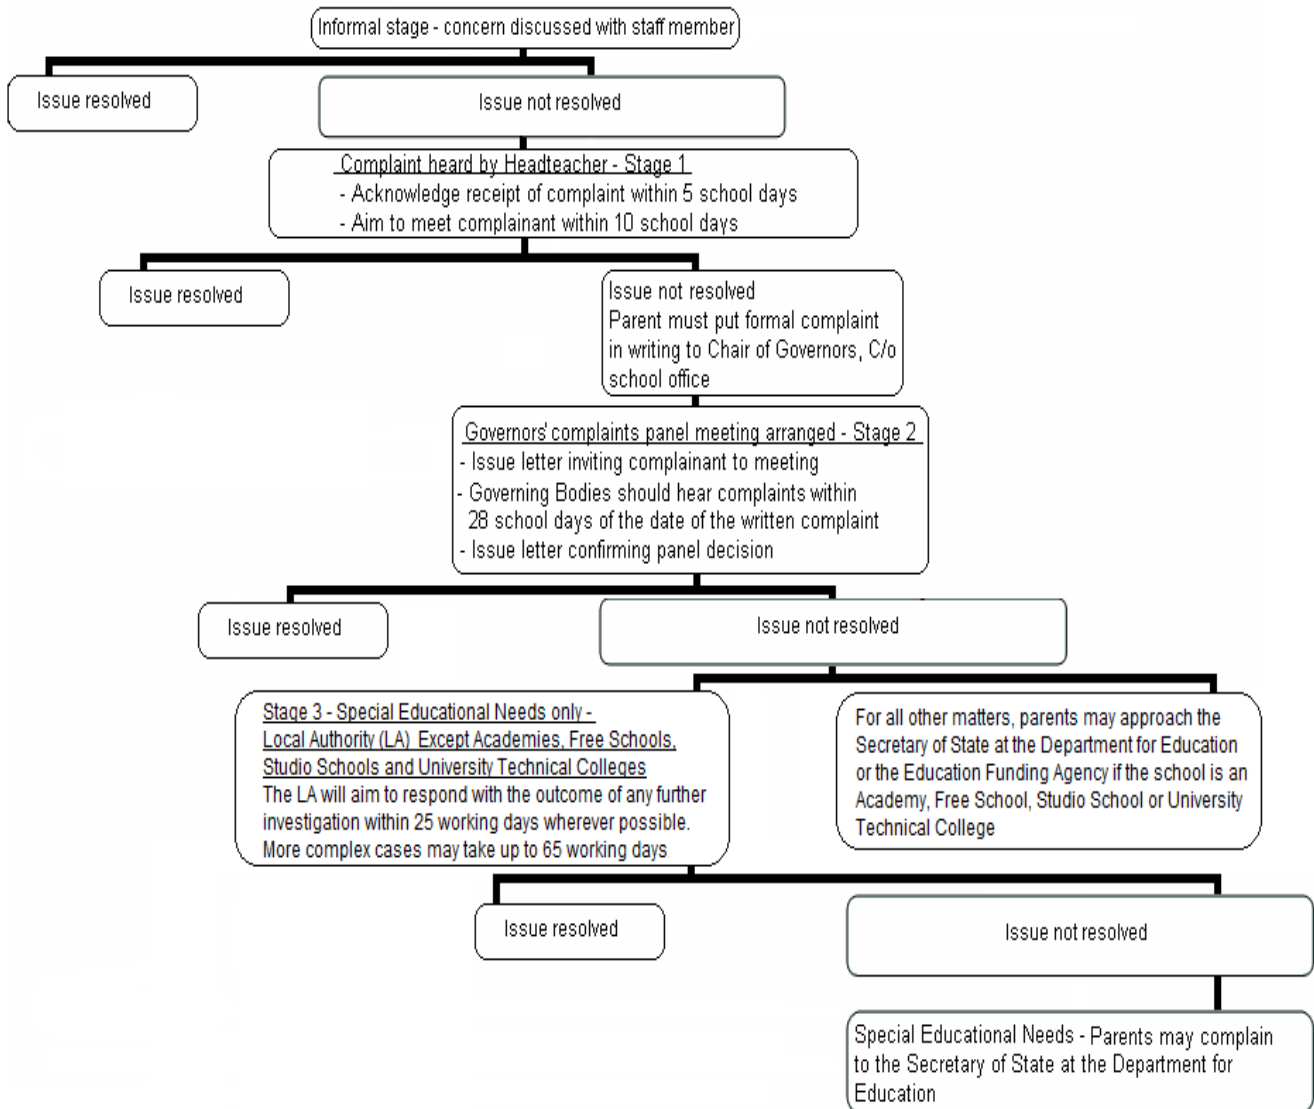 Informal stage - concern discussed with staff member
Issue resolved
Issue not resolved
Complaint heard by Headteacher - Stage 1
- Acknowledge receipt of complaint within 5 school days
- Aim to meet complainant within 10 school days
Issue resolved
Issue not resolved
Parent must put formal complaint
in writing to Chair of Governors, C/o
school office
Governors' complaints panel meeting arranged - Stage 2
- Issue letter inviting complainant to meeting
- Governing Bodies should hear complaints within
28 school days of the date of the written complaint
- Issue letter confirming panel decision
Issue resolved
Issue not resolved
Stage 3 - Special Educational Needs only -
Local Authority (LA) Except Academies, Free Schools,
Studio Schools and University Technical Colleges
The LA will aim to respond with the outcome of any further
investigation within 25 working days wherever possible.
More complex cases may take up to 65 working days
For all other matters, parents may approach the
Secretary of State at the Department for Education
or the Education Funding Agency if the school is an
Academy, Free School, Studio School or University
Technical College
Issue resolved
Issue not resolved
Special Educational Needs - Parents may complain
to the Secretary of State at the Department for
Education